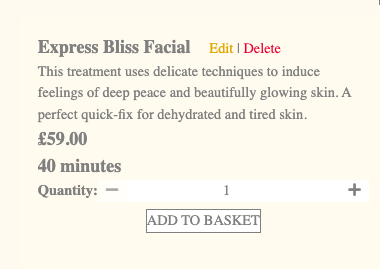 Express Bliss Facial Edit | Delete
This treatment uses delicate techniques to induce
feelings of deep peace and beautifully glowing skin. A
perfect quick-fix for dehydrated and tired skin.
£59.00
40 minutes
Quantity: − 1 +
ADD TO BASKET